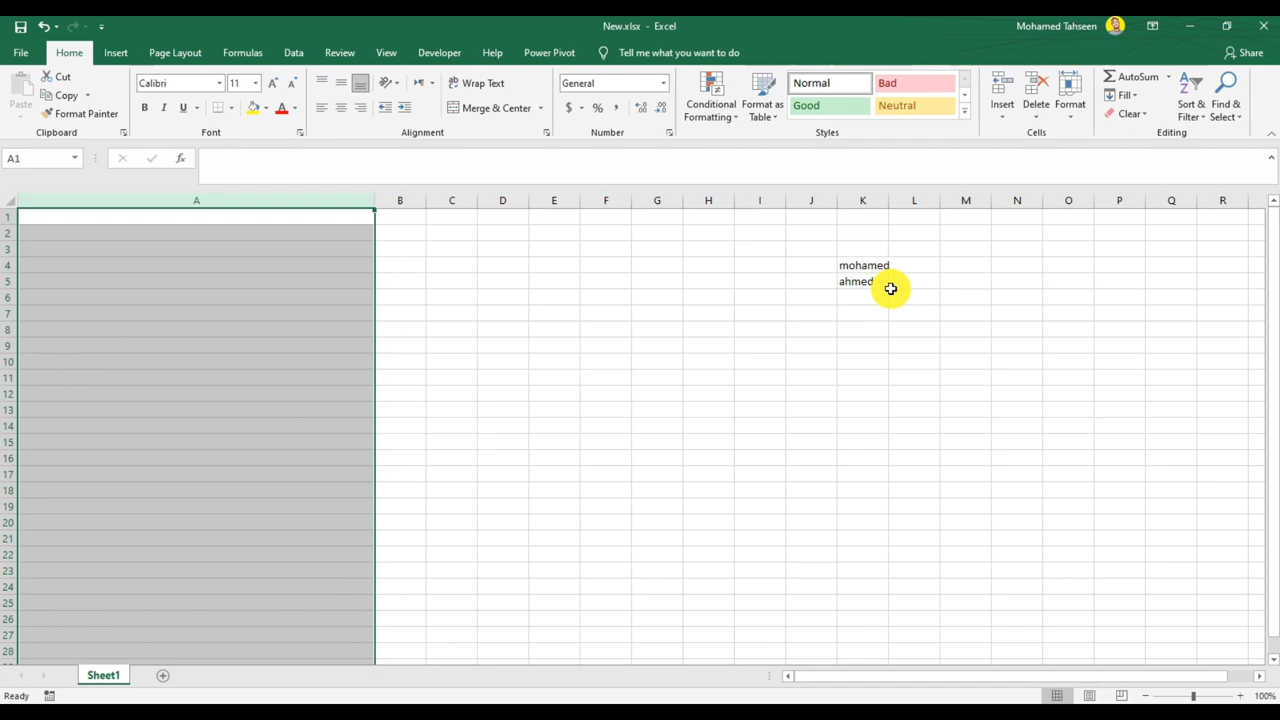 New.xlsx - Excel
Mohamed Tahseen
File Home Insert Page Layout Formulas Data Review View Developer Help Power Pivot Tell me what you want to do Share
Paste
Cut
Copy
Format Painter
Clipboard
Calibri 11
B I U
Font
Wrap Text
Merge & Center
Alignment
General
$ % ,
Number
Conditional Formatting
Format as Table
Normal Bad
Good Neutral
Styles
Insert Delete Format
Cells
AutoSum
Fill
Clear
Sort & Filter
Find & Select
Editing
A1 fx
A B C D E F G H I J K L M N O P Q R
1
2
3
4 mohamed
5 ahmed
6
7
8
9
10
11
12
13
14
15
16
17
18
19
20
21
22
23
24
25
26
27
28
Sheet1
Ready 100%